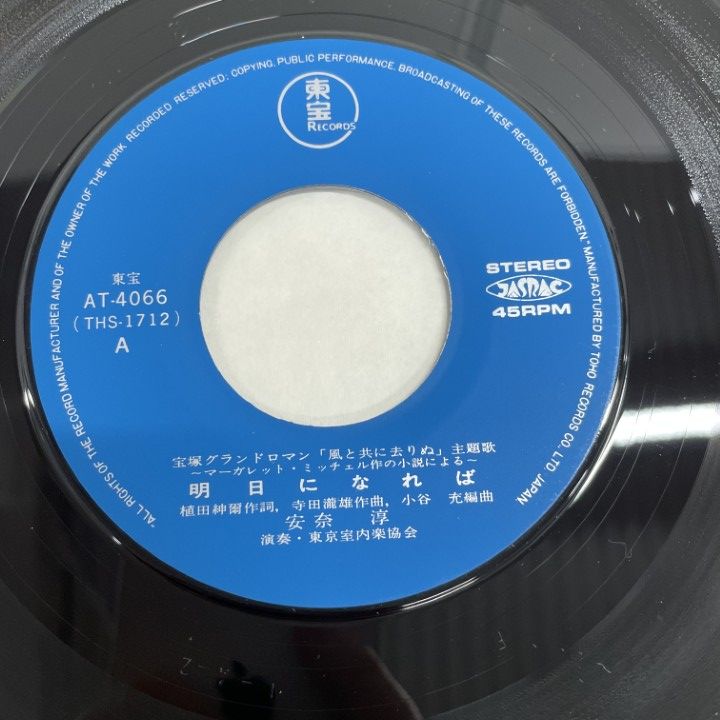 東宝
RECORDS
"ALL RIGHTS OF THE RECORD MANUFACTURER AND OF THE OWNER OF THE WORK RECORDED RESERVED; COPYING, PUBLIC PERFORMANCE, BROADCASTING OF THESE RECORDS ARE FORBIDDEN." MANUFACTURED BY TOHO RECORDS CO. LTD JAPAN
東宝
AT-4066
(THS-1712)
A
STEREO
JASRAC
45RPM
宝塚グランドロマン「風と共に去りぬ」主題歌
～マーガレット・ミッチェル作の小説による～
明日になれば
植田紳爾作詞, 寺田瀧雄作曲, 小谷 充編曲
安奈 淳
演奏・東京室内楽協会